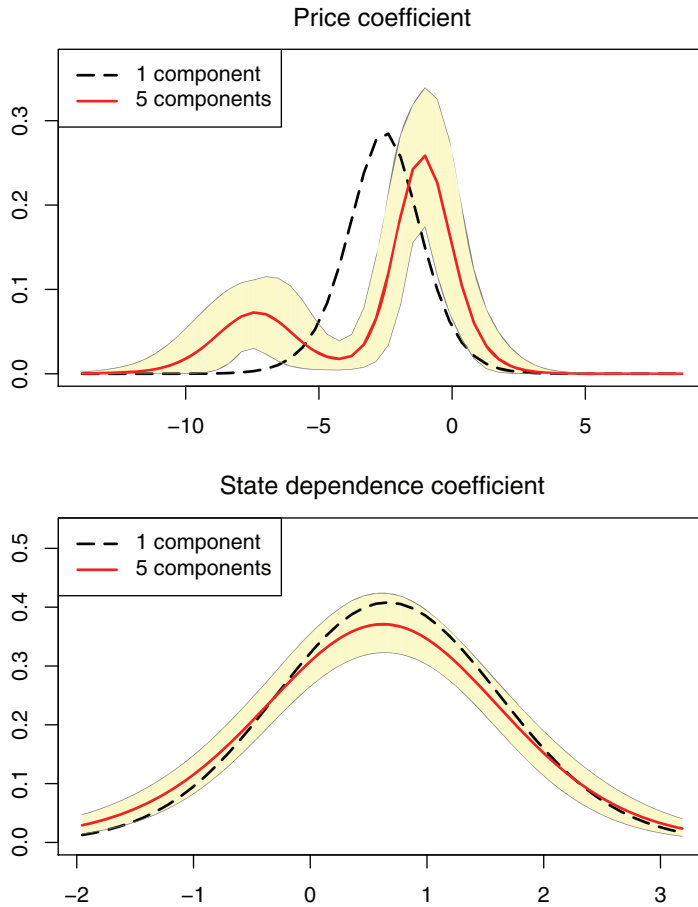 Price coefficient
1 component
5 components
0.3
0.2
0.1
0.0
−10 −5 0 5
State dependence coefficient
1 component
5 components
0.5
0.4
0.3
0.2
0.1
0.0
−2 −1 0 1 2 3